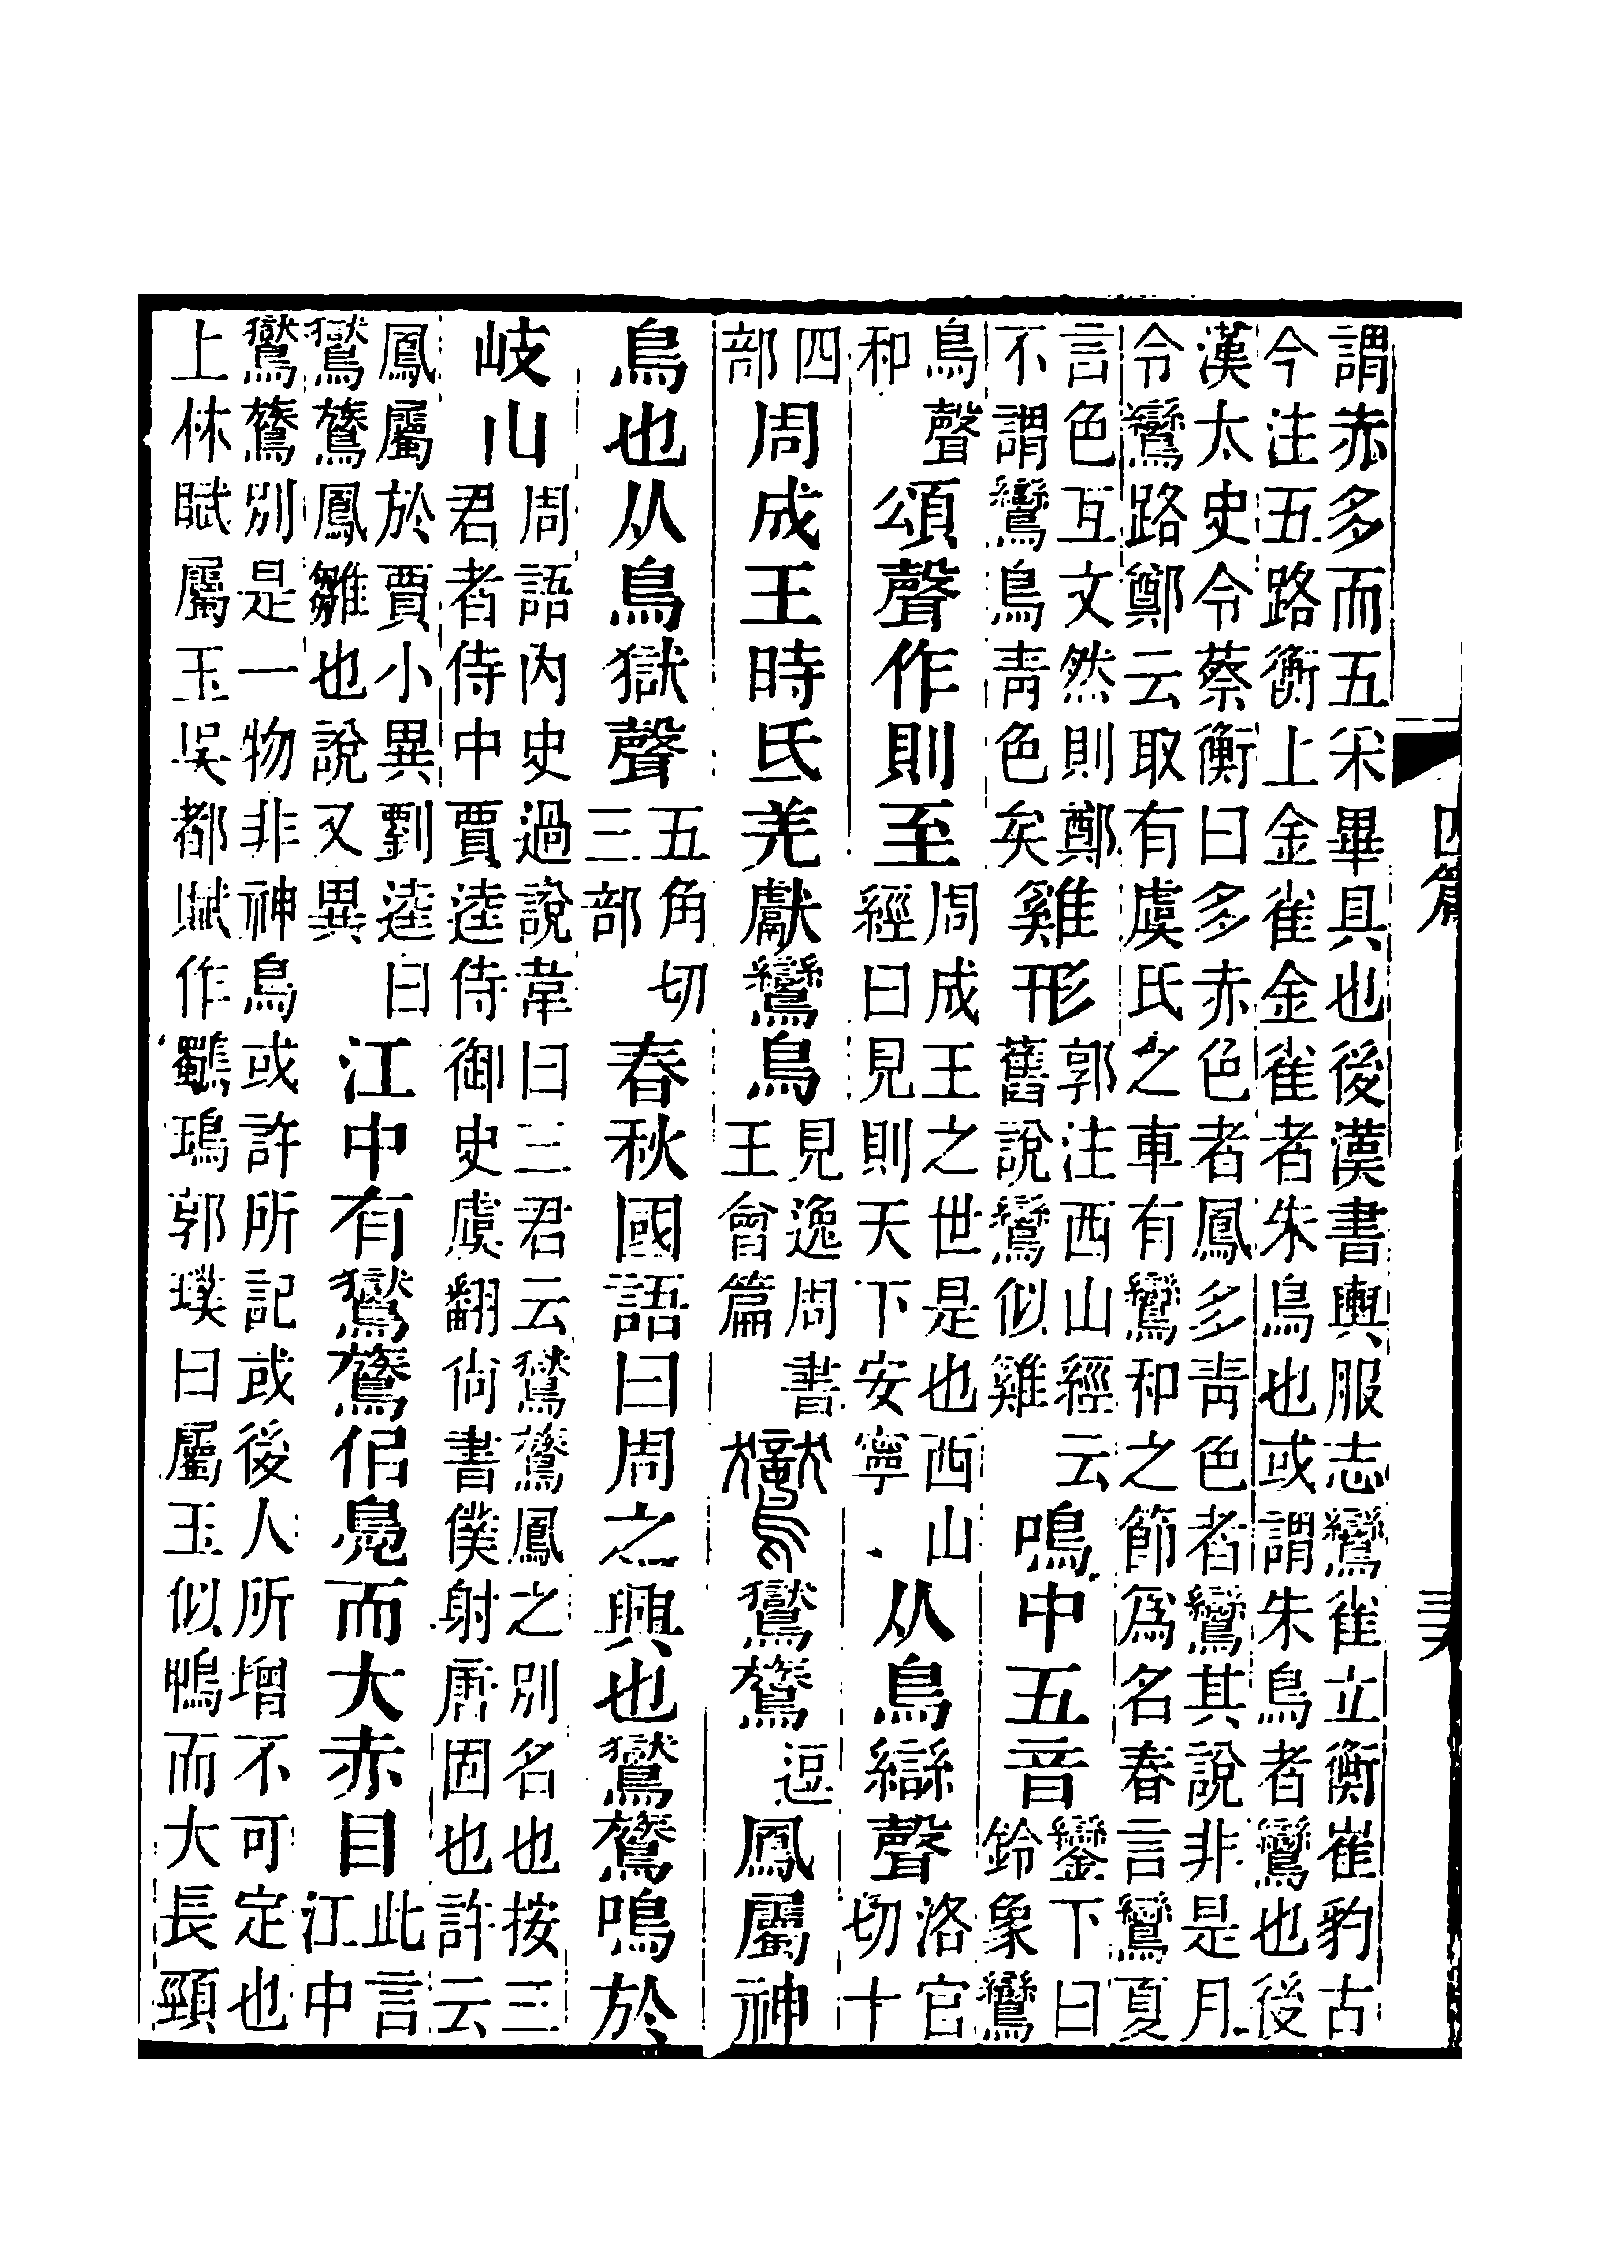 謂赤多而五采畢具也後漢書輿服志鸞雀立衡崔豹古
今注五路衡上金雀金雀者朱鳥也或謂朱鳥者鸞也後
漢太史令蔡衡曰多赤色者鳳多青色者鸞其說非是月
令鸞路鄭云取有虞氏之車有鸞和之節爲名春言鸞夏
言色互文然則鄭
不謂鸞鳥青色矣
雞形
郭注西山經云
舊說鸞似雞
鳴中五音
鑾下曰
鈴象鸞
鳥聲
和
頌聲作則至
周成王之世是也西山
經曰見則天下安寧
从鳥䜌聲
洛官
切十
四
部
周成王時氐羌獻鸞鳥
見逸周書
王會篇
鸑
鸑鷟
逗
鳳屬神
鳥也从鳥獄聲
五角切
三部
春秋國語曰周之興也鸑鷟鳴於
岐山
周語內史過說韋曰三君云鸑鷟鳳之別名也按三
君者侍中賈逵侍御史虞翻尙書僕射唐固也許云
鳳屬於賈小異劉逵曰
鸑鷟鳳雛也說又異
江中有鸑鷟侣鳧而大赤目
此言
江中
鸑鷟別是一物非神鳥或許所記或後人所增不可定也
上林賦屬玉吳都賦作鸀鳿郭璞曰屬玉似鴨而大長頸
四篇